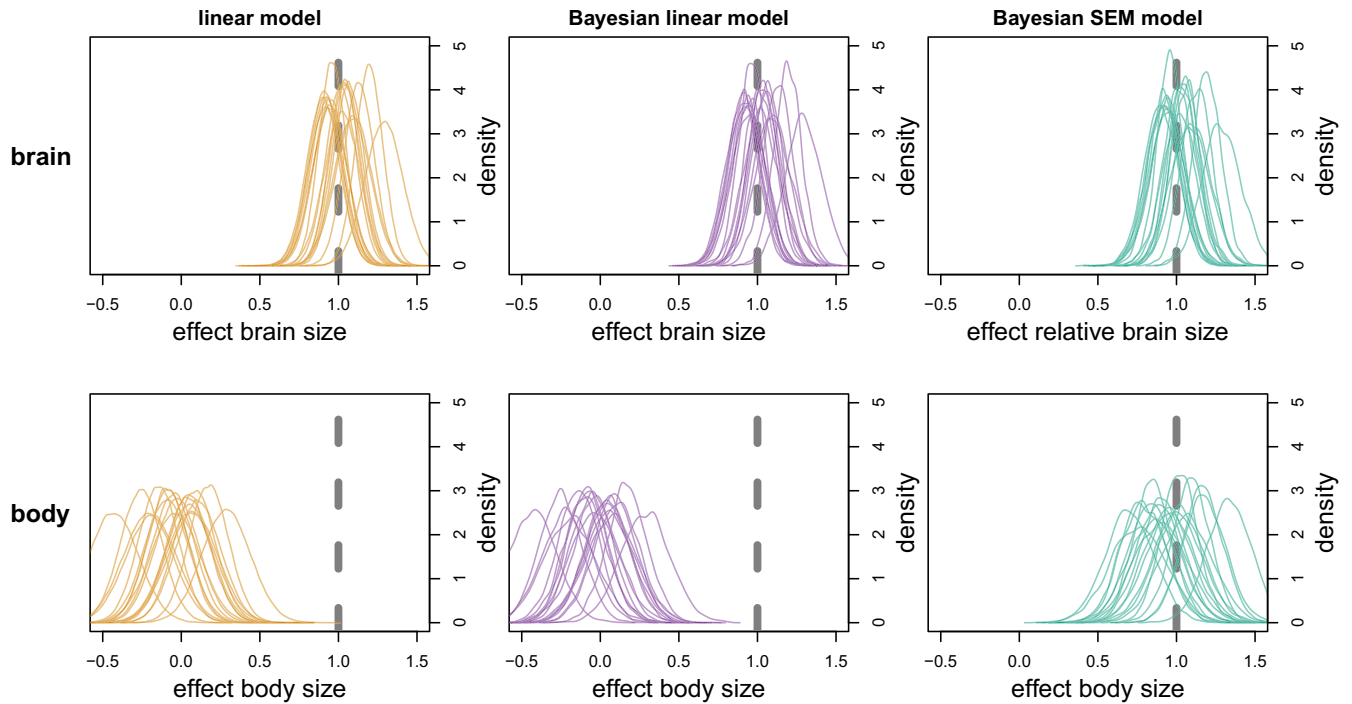 linear model
Bayesian linear model
Bayesian SEM model
brain
0 1 2 3 4 5
density
−0.5 0.0 0.5 1.0 1.5
effect brain size
0 1 2 3 4 5
density
−0.5 0.0 0.5 1.0 1.5
effect brain size
0 1 2 3 4 5
density
−0.5 0.0 0.5 1.0 1.5
effect relative brain size
body
0 1 2 3 4 5
density
−0.5 0.0 0.5 1.0 1.5
effect body size
0 1 2 3 4 5
density
−0.5 0.0 0.5 1.0 1.5
effect body size
0 1 2 3 4 5
density
−0.5 0.0 0.5 1.0 1.5
effect body size